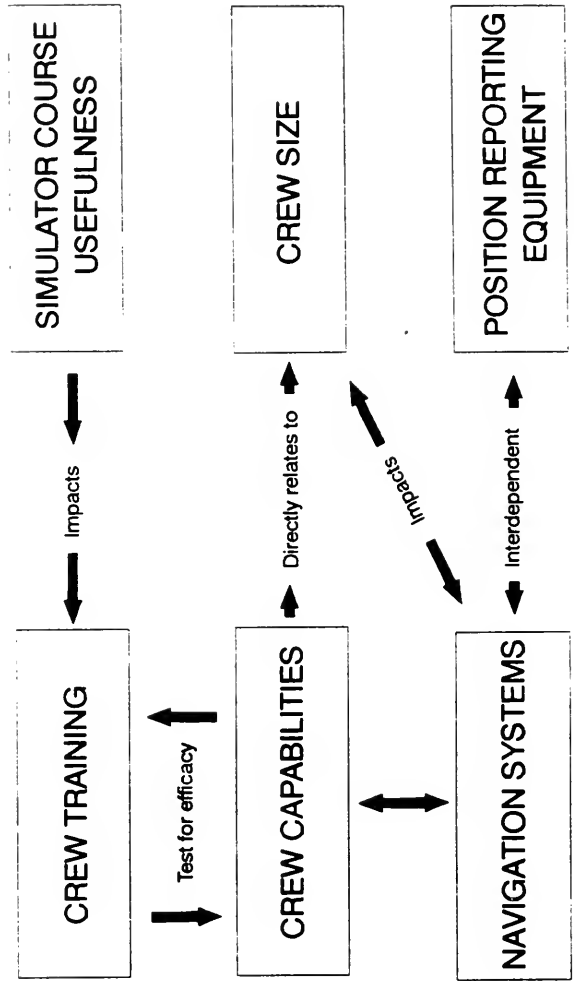 CREW TRAINING
Impacts
SIMULATOR COURSE
USEFULNESS
Test for efficacy
CREW CAPABILITIES
Directly relates to
CREW SIZE
Impacts
NAVIGATION SYSTEMS
Interdependent
POSITION REPORTING
EQUIPMENT